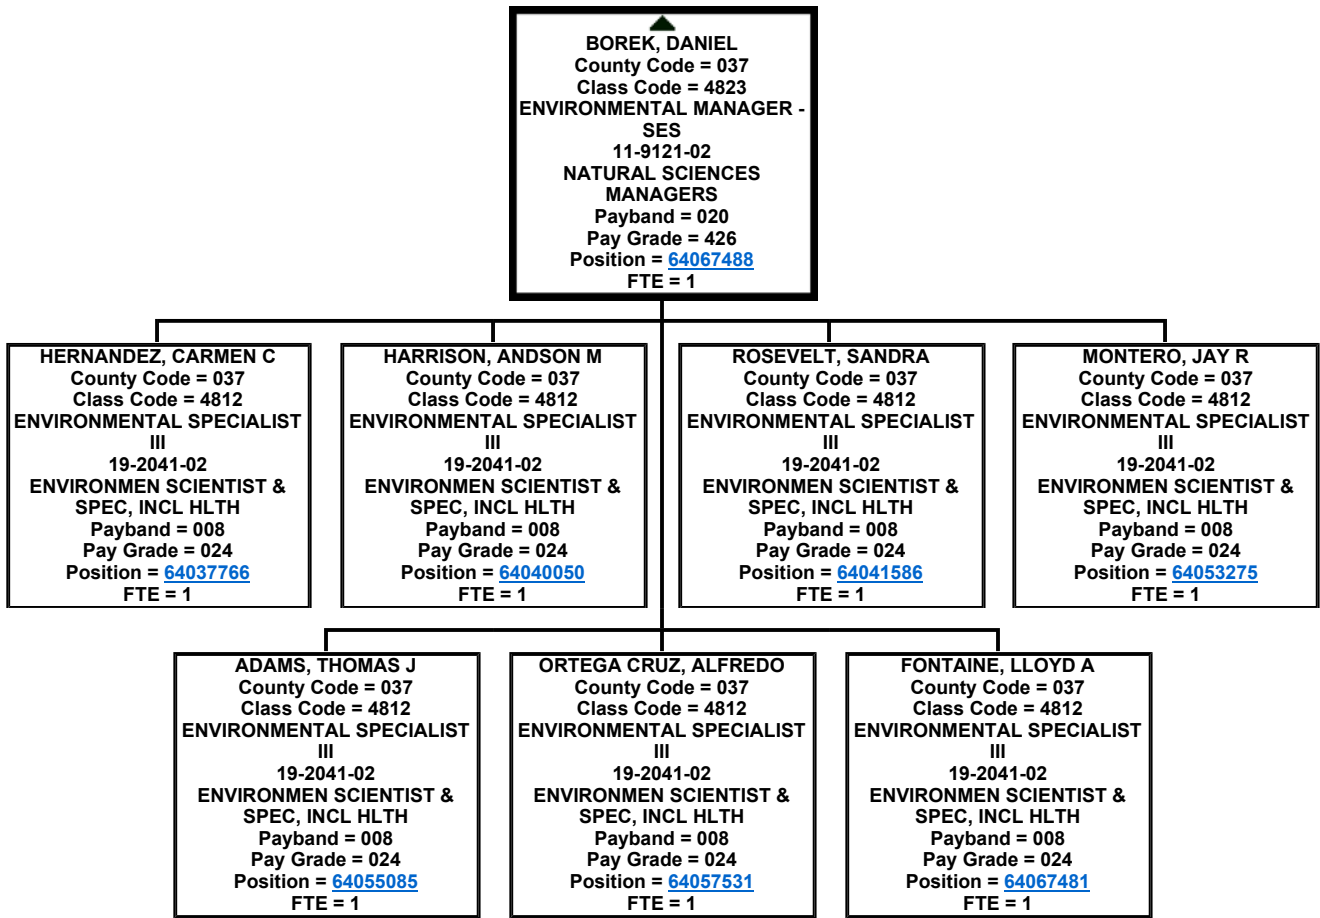 BOREK, DANIEL
County Code = 037
Class Code = 4823
ENVIRONMENTAL MANAGER -
SES
11-9121-02
NATURAL SCIENCES
MANAGERS
Payband = 020
Pay Grade = 426
Position = 64067488
FTE = 1
HERNANDEZ, CARMEN C
County Code = 037
Class Code = 4812
ENVIRONMENTAL SPECIALIST
III
19-2041-02
ENVIRONMEN SCIENTIST &
SPEC, INCL HLTH
Payband = 008
Pay Grade = 024
Position = 64037766
FTE = 1
HARRISON, ANDSON M
County Code = 037
Class Code = 4812
ENVIRONMENTAL SPECIALIST
III
19-2041-02
ENVIRONMEN SCIENTIST &
SPEC, INCL HLTH
Payband = 008
Pay Grade = 024
Position = 64040050
FTE = 1
ROSEVELT, SANDRA
County Code = 037
Class Code = 4812
ENVIRONMENTAL SPECIALIST
III
19-2041-02
ENVIRONMEN SCIENTIST &
SPEC, INCL HLTH
Payband = 008
Pay Grade = 024
Position = 64041586
FTE = 1
MONTERO, JAY R
County Code = 037
Class Code = 4812
ENVIRONMENTAL SPECIALIST
III
19-2041-02
ENVIRONMEN SCIENTIST &
SPEC, INCL HLTH
Payband = 008
Pay Grade = 024
Position = 64053275
FTE = 1
ADAMS, THOMAS J
County Code = 037
Class Code = 4812
ENVIRONMENTAL SPECIALIST
III
19-2041-02
ENVIRONMEN SCIENTIST &
SPEC, INCL HLTH
Payband = 008
Pay Grade = 024
Position = 64055085
FTE = 1
ORTEGA CRUZ, ALFREDO
County Code = 037
Class Code = 4812
ENVIRONMENTAL SPECIALIST
III
19-2041-02
ENVIRONMEN SCIENTIST &
SPEC, INCL HLTH
Payband = 008
Pay Grade = 024
Position = 64057531
FTE = 1
FONTAINE, LLOYD A
County Code = 037
Class Code = 4812
ENVIRONMENTAL SPECIALIST
III
19-2041-02
ENVIRONMEN SCIENTIST &
SPEC, INCL HLTH
Payband = 008
Pay Grade = 024
Position = 64067481
FTE = 1